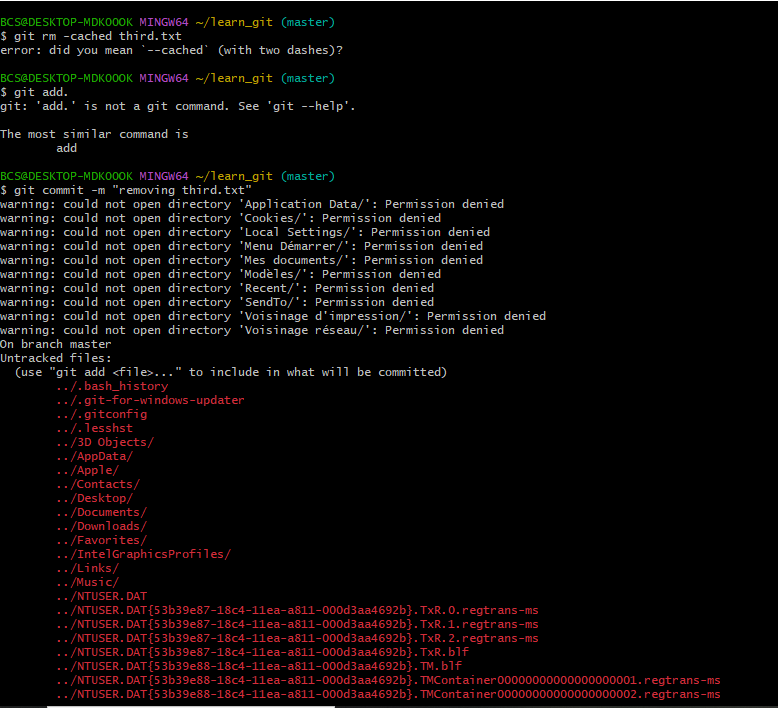 BCS@DESKTOP-MDKOOOK MINGW64 ~/learn_git (master)
$ git rm -cached third.txt
error: did you mean `--cached` (with two dashes)?
BCS@DESKTOP-MDKOOOK MINGW64 ~/learn_git (master)
$ git add.
git: 'add.' is not a git command. See 'git --help'.
The most similar command is
add
BCS@DESKTOP-MDKOOOK MINGW64 ~/learn_git (master)
$ git commit -m "removing third.txt"
warning: could not open directory 'Application Data/': Permission denied
warning: could not open directory 'Cookies/': Permission denied
warning: could not open directory 'Local Settings/': Permission denied
warning: could not open directory 'Menu Démarrer/': Permission denied
warning: could not open directory 'Mes documents/': Permission denied
warning: could not open directory 'Modèles/': Permission denied
warning: could not open directory 'Recent/': Permission denied
warning: could not open directory 'SendTo/': Permission denied
warning: could not open directory 'Voisinage d'impression/': Permission denied
warning: could not open directory 'Voisinage réseau/': Permission denied
On branch master
Untracked files:
(use "git add <file>..." to include in what will be committed)
../.bash_history
../.git-for-windows-updater
../.gitconfig
../.lesshst
../3D Objects/
../AppData/
../Apple/
../Contacts/
../Desktop/
../Documents/
../Downloads/
../Favorites/
../IntelGraphicsProfiles/
../Links/
../Music/
../NTUSER.DAT
../NTUSER.DAT{53b39e87-18c4-11ea-a811-000d3aa4692b}.TxR.0.regtrans-ms
../NTUSER.DAT{53b39e87-18c4-11ea-a811-000d3aa4692b}.TxR.1.regtrans-ms
../NTUSER.DAT{53b39e87-18c4-11ea-a811-000d3aa4692b}.TxR.2.regtrans-ms
../NTUSER.DAT{53b39e87-18c4-11ea-a811-000d3aa4692b}.TxR.blf
../NTUSER.DAT{53b39e88-18c4-11ea-a811-000d3aa4692b}.TM.blf
../NTUSER.DAT{53b39e88-18c4-11ea-a811-000d3aa4692b}.TMContainer00000000000000000001.regtrans-ms
../NTUSER.DAT{53b39e88-18c4-11ea-a811-000d3aa4692b}.TMContainer00000000000000000002.regtrans-ms